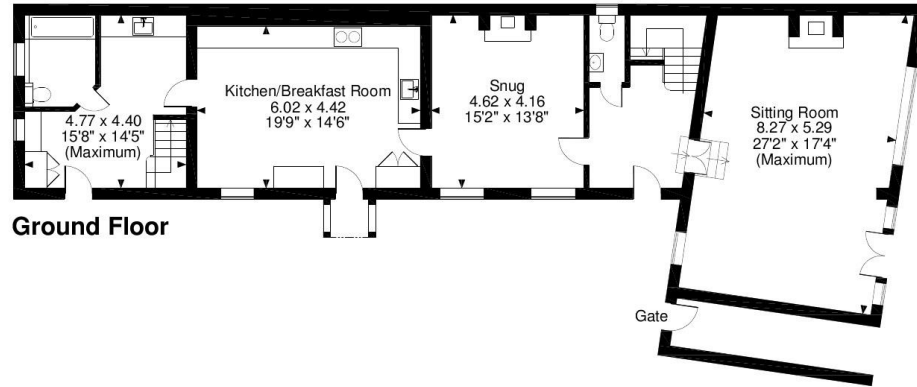 4.77 x 4.40
15'8" x 14'5"
(Maximum)
Kitchen/Breakfast Room
6.02 x 4.42
19'9" x 14'6"
Snug
4.62 x 4.16
15'2" x 13'8"
Sitting Room
8.27 x 5.29
27'2" x 17'4"
(Maximum)
Ground Floor
Gate